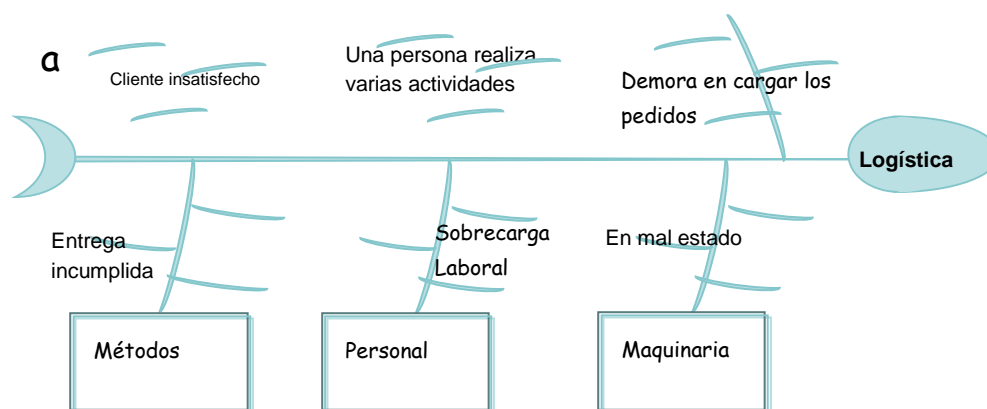 a
Cliente insatisfecho
Una persona realiza
varias actividades
Demora en cargar los
pedidos
Logística
Entrega
incumplida
Sobrecarga
Laboral
En mal estado
Métodos
Personal
Maquinaria